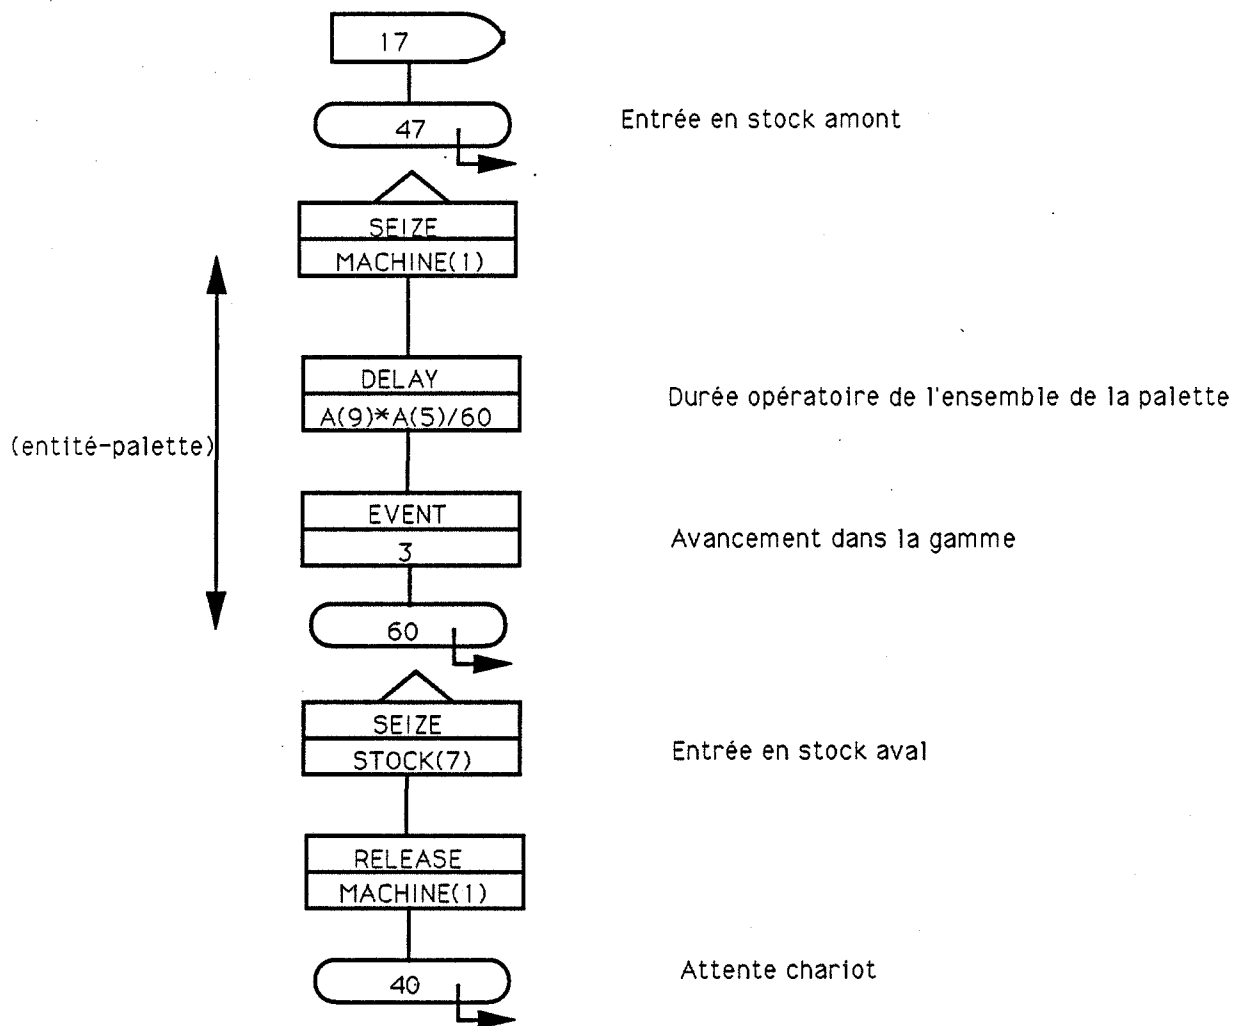 17
47
Entrée en stock amont
SEIZE
MACHINE(1)
DELAY
A(9)*A(5)/60
Durée opératoire de l'ensemble de la palette
(entité-palette)
EVENT
3
Avancement dans la gamme
60
SEIZE
STOCK(7)
Entrée en stock aval
RELEASE
MACHINE(1)
40
Attente chariot